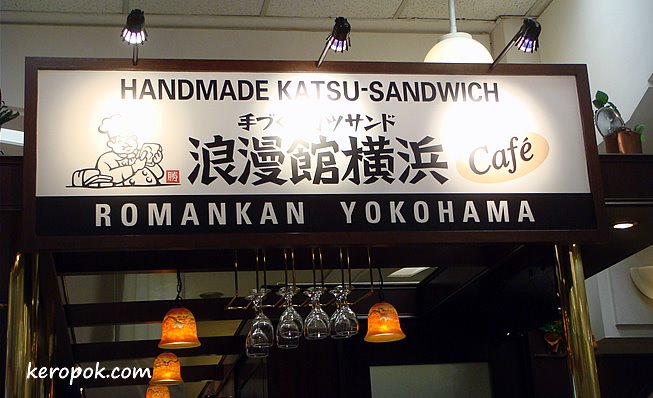 HANDMADE KATSU-SANDWICH
手づ ツサンド
浪漫館横浜
Café
勝
ROMANKAN YOKOHAMA
keropok.com